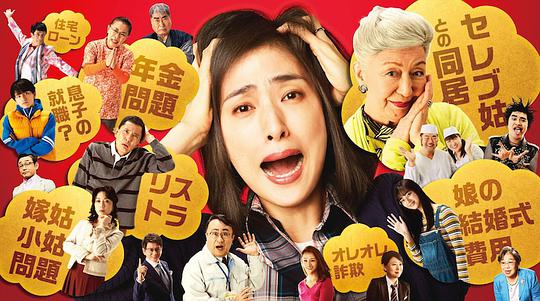 住宅
ローン
年金
問題
セレブ姑
との同居
息子の
就職？
リス
トラ
嫁姑
小姑
問題
オレオレ
詐欺
娘の
結婚式
費用